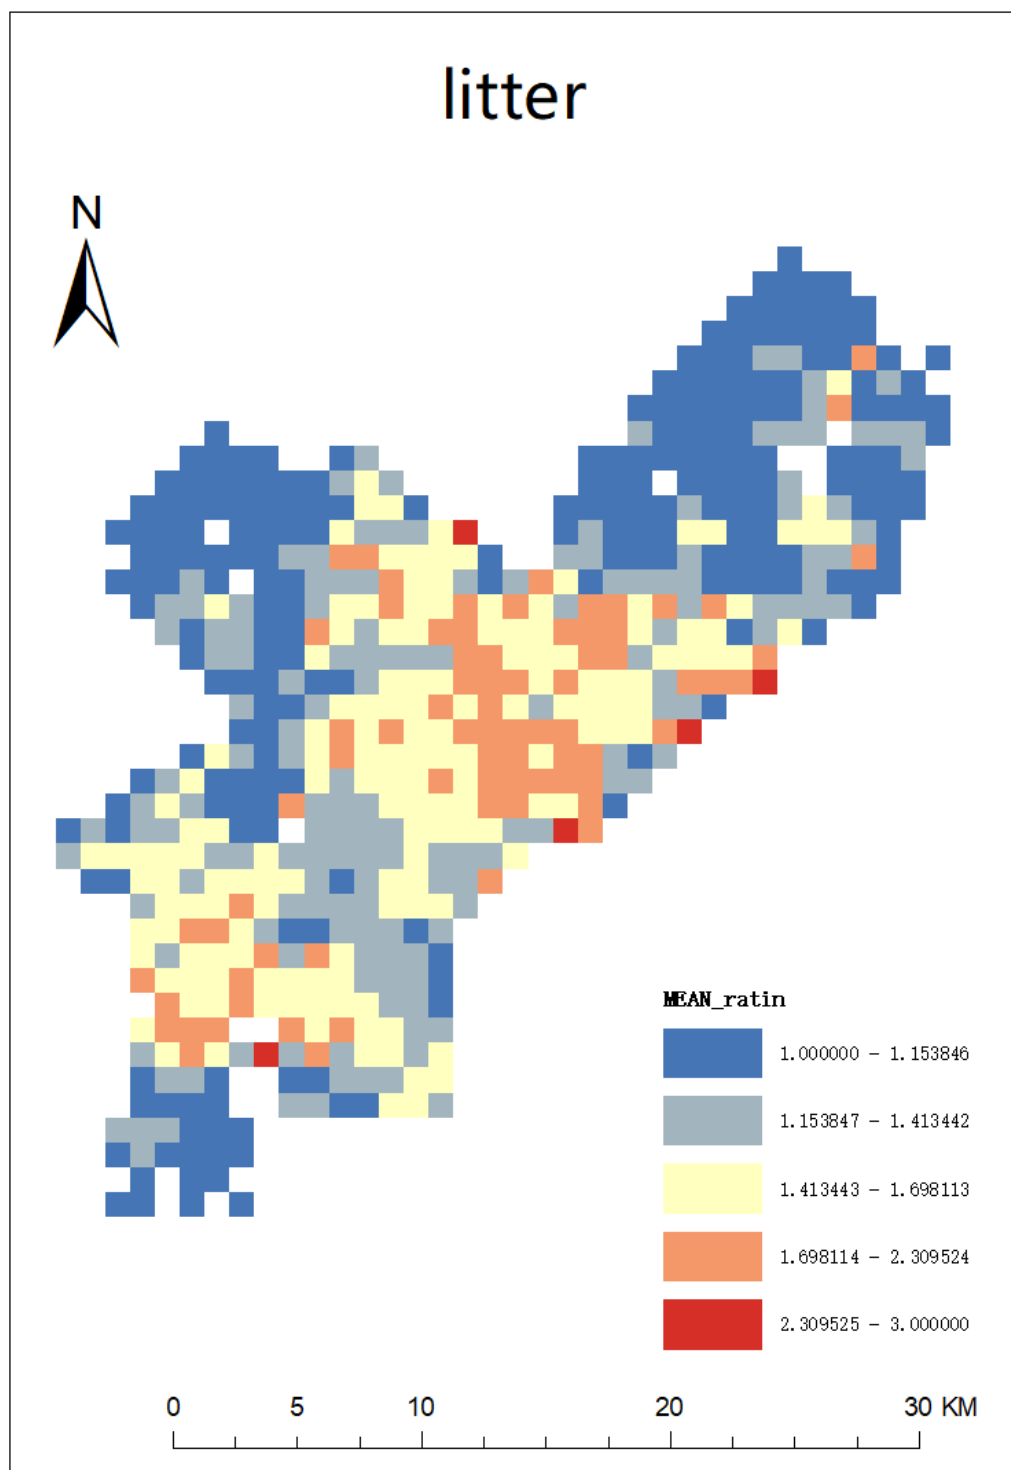 litter
N
MEAN_ratin
1.000000 - 1.153846
1.153847 - 1.413442
1.413443 - 1.698113
1.698114 - 2.309524
2.309525 - 3.000000
0 5 10 20 30 KM